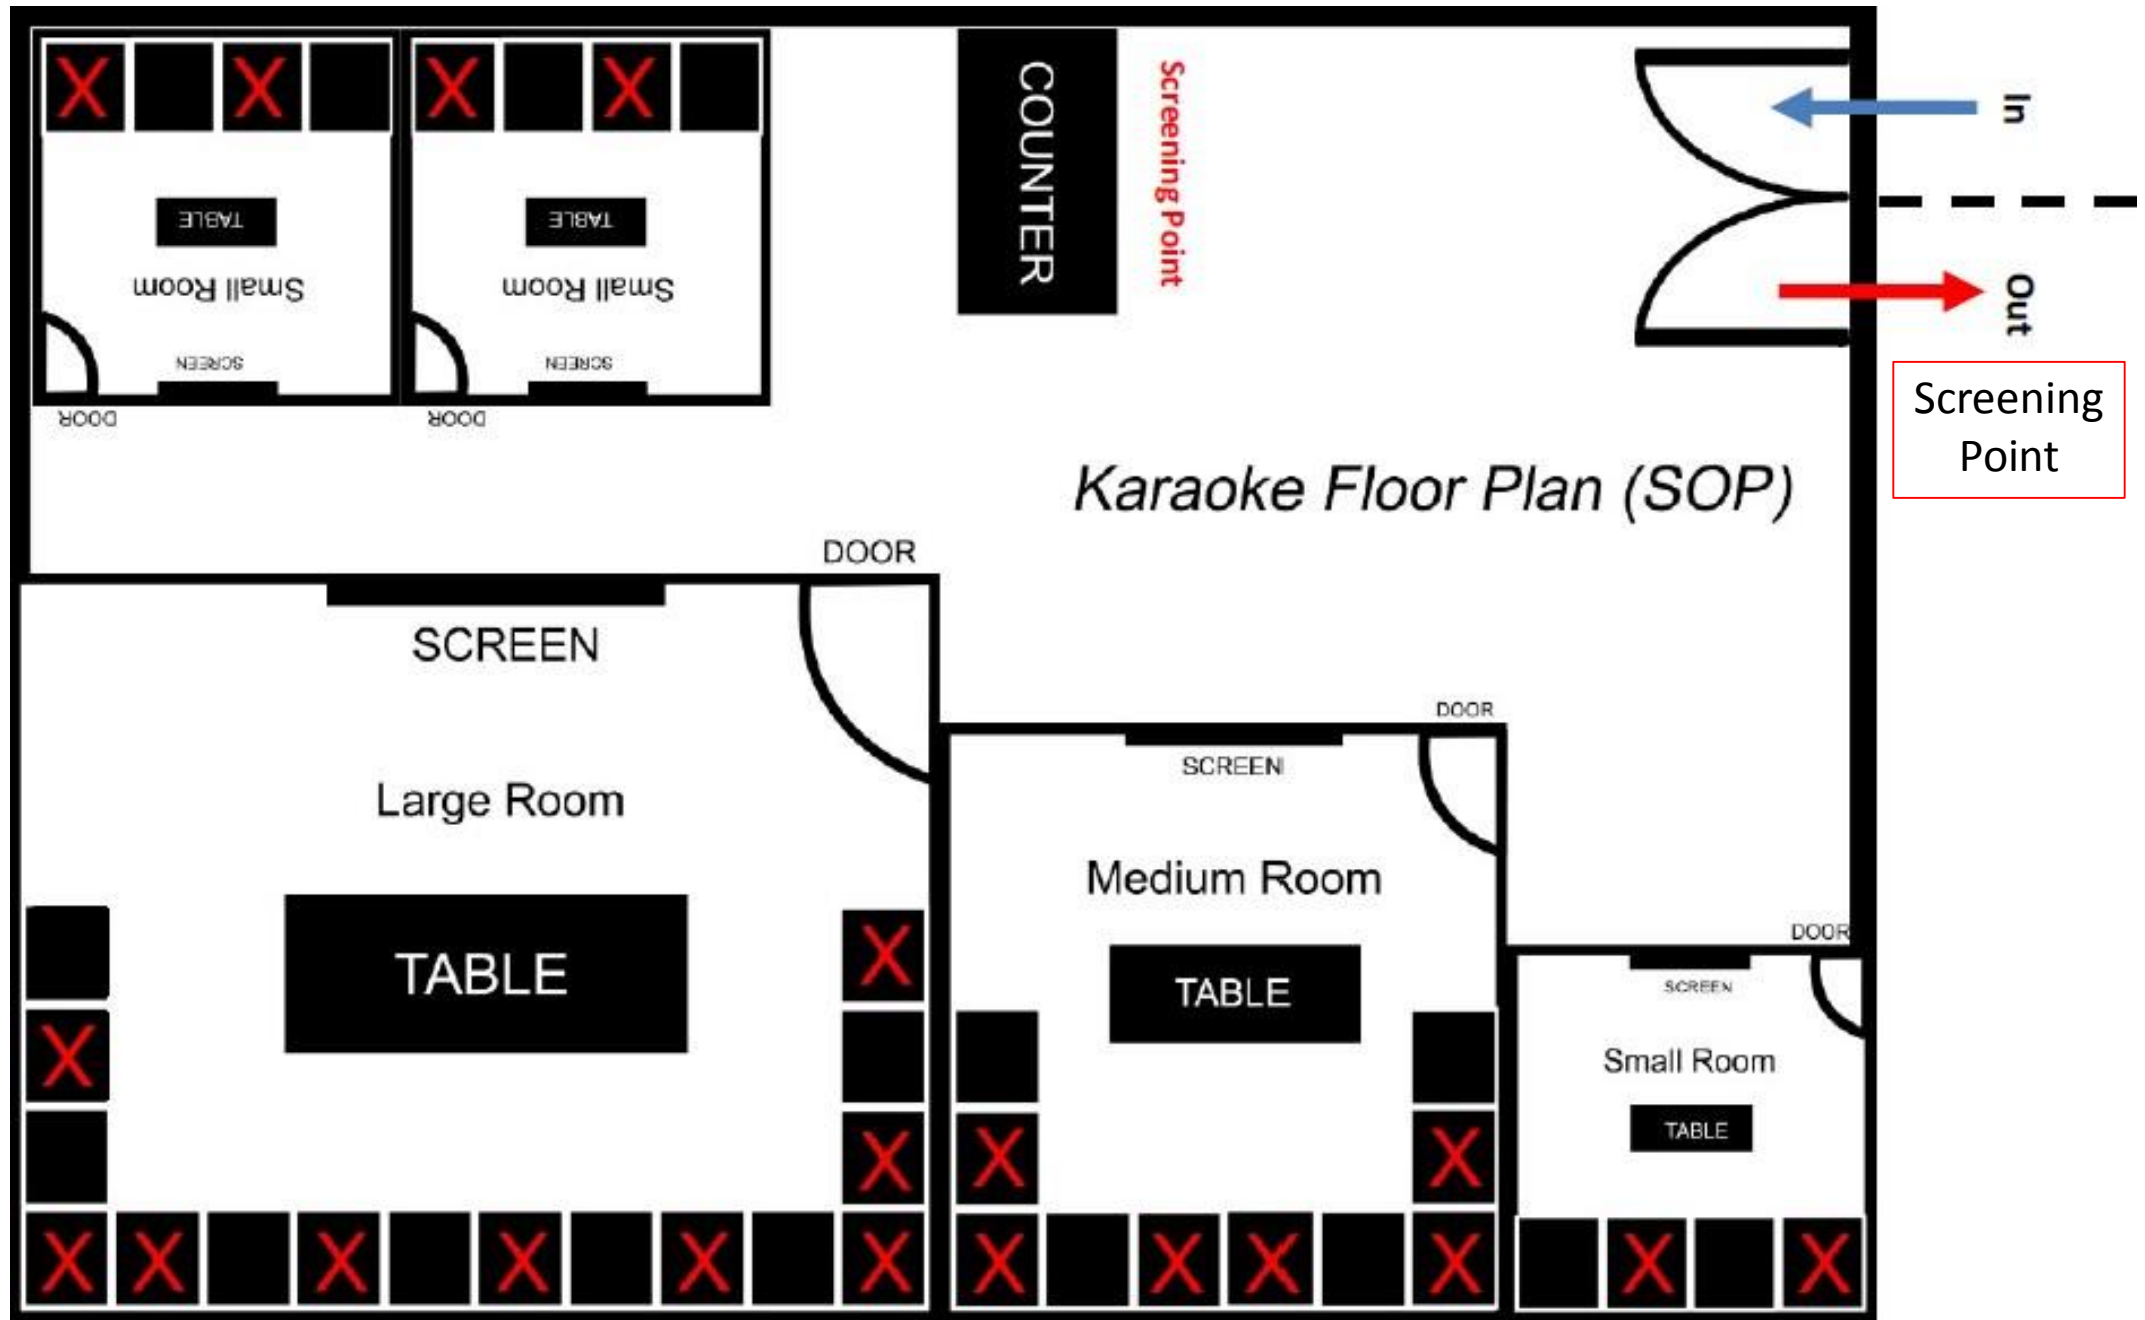 X X X X
COUNTER
Screening Point
In
TABLE TABLE
Small Room Small Room
Out
SCREEN SCREEN
DOOR DOOR
Screening
Point
Karaoke Floor Plan (SOP)
DOOR
SCREEN
DOOR
SCREEN
Large Room
Medium Room
DOOR
X
TABLE
TABLE
SCREEN
X
Small Room
TABLE
X X X
X X X X X X
X X X X
X X